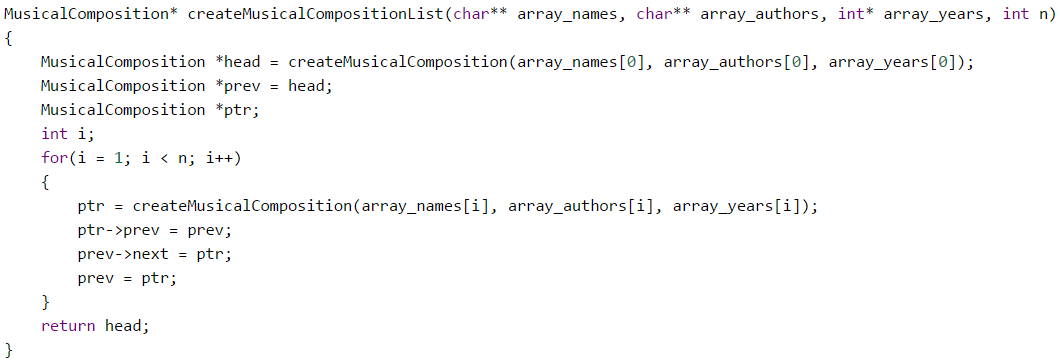 MusicalComposition* createMusicalCompositionList(char** array_names, char** array_authors, int* array_years, int n)
{
    MusicalComposition *head = createMusicalComposition(array_names[0], array_authors[0], array_years[0]);
    MusicalComposition *prev = head;
    MusicalComposition *ptr;
    int i;
    for(i = 1; i < n; i++)
    {
        ptr = createMusicalComposition(array_names[i], array_authors[i], array_years[i]);
        ptr->prev = prev;
        prev->next = ptr;
        prev = ptr;
    }
    return head;
}